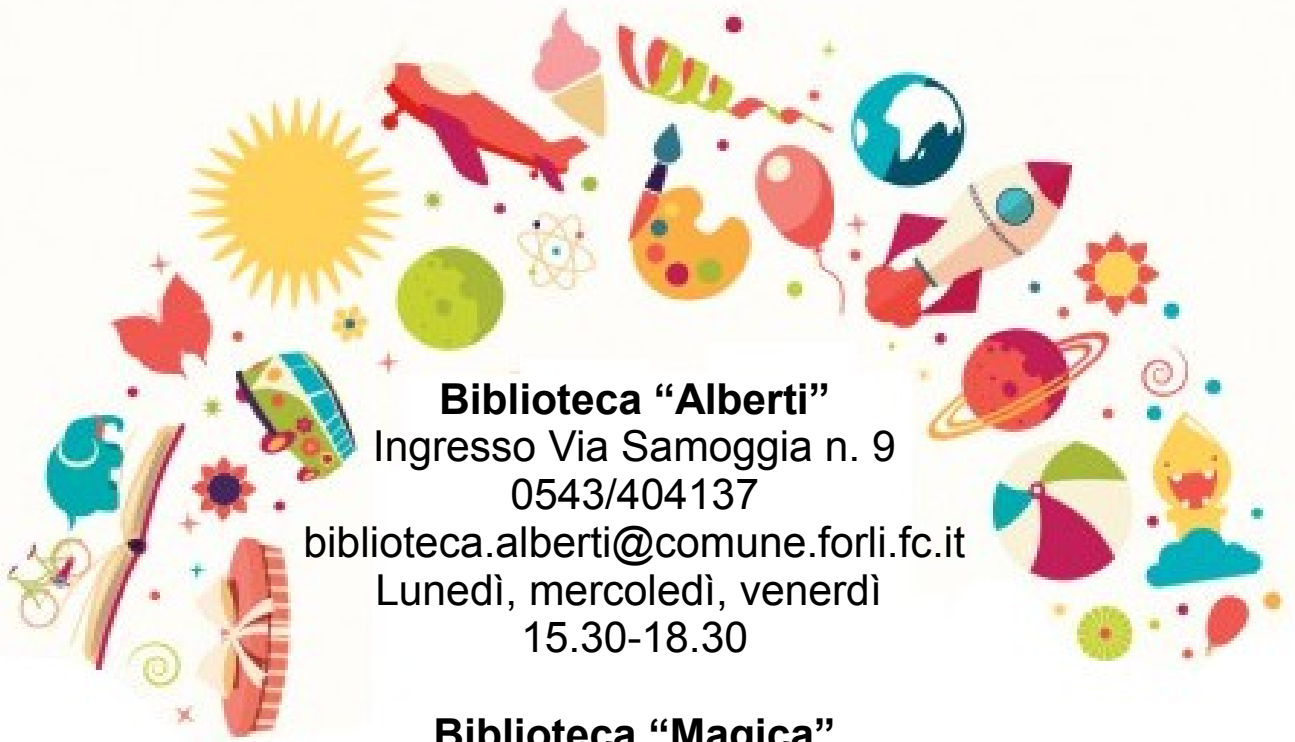 Biblioteca “Alberti”
Ingresso Via Samoggia n. 9
0543/404137
biblioteca.alberti@comune.forli.fc.it
Lunedì, mercoledì, venerdì
15.30-18.30
Biblioteca “Magica”